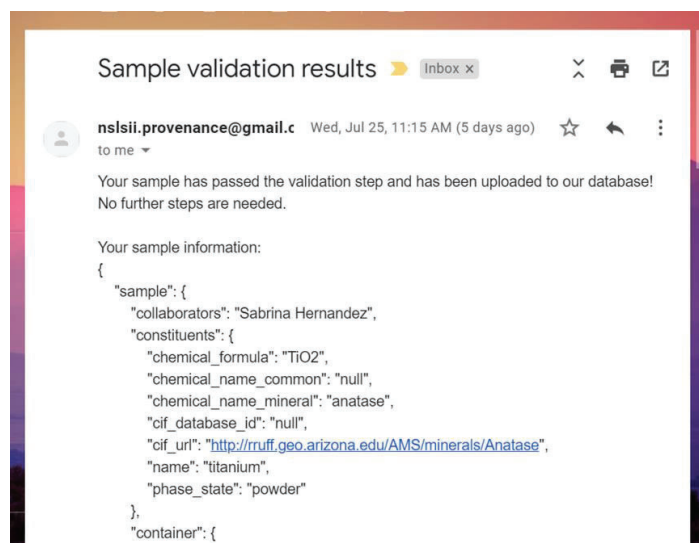 Sample validation results
Inbox x
nslsii.provenance@gmail.c Wed, Jul 25, 11:15 AM (5 days ago)
to me
Your sample has passed the validation step and has been uploaded to our database!
No further steps are needed.
Your sample information:
{
"sample": {
"collaborators": "Sabrina Hernandez",
"constituents": {
"chemical_formula": "TiO2",
"chemical_name_common": "null",
"chemical_name_mineral": "anatase",
"cif_database_id": "null",
"cif_url": "http://rruff.geo.arizona.edu/AMS/minerals/Anatase",
"name": "titanium",
"phase_state": "powder"
},
"container": {